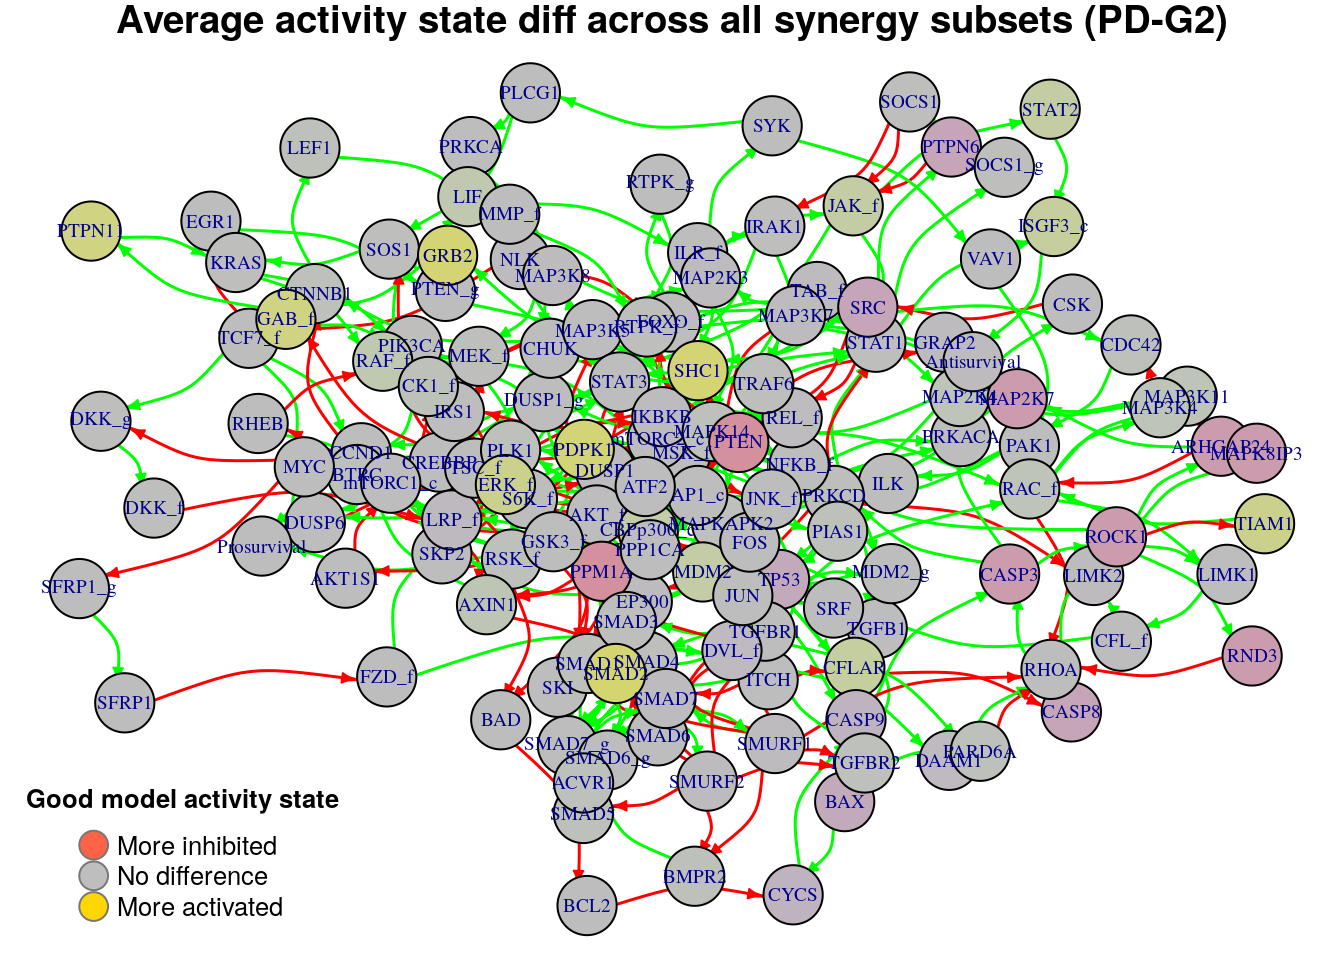 Average activity state diff across all synergy subsets (PD-G2)
PLCG1
SOCS1
STAT2
SYK
PRKCA
LEF1
PTPN6
SOCS1_g
RTPK_g
LIF
MMP_f
JAK_f
EGR1
PTPN11
IRAK1
ISGF3_c
SOS1
GRB2
NLK
ILR_f
VAV1
KRAS
MAP3K8
MAP2K3
CTNNB1
PTEN_g
TAB_f
SRC
CSK
GAB_f
MAP3K7
FOXO_f
RTPK_f
TCF7_f
PIK3CA
MAP3K5
STAT1
GRAP2
CDC42
RAF_f
MEK_f
CHUK
Antisurvival
SHC1
CK1_f
STAT3
TRAF6
DUSP1_g
MAP2K4
MAP2K7
MAP3K11
MAP3K4
IRS1
IKBKB
RELA_f
DKK_g
RHEB
MAPK14
PTEN
PRKACA
PAK1
ARHGAP24
MAPK8IP3
CCND1
PLK1
PDPK1
MSK_f
NFKB_f
MYC
BTRC
CREBBP
TSC_f
DUSP1
mTORC1_c
mTORC2_c
ERK_f
ATF2
ILK
RAC_f
S6K_f
AP1_c
JNK_f
PRKCD
DKK_f
DUSP6
LRP_f
AKT_f
MAPKAPK2
PIAS1
TIAM1
CBPp300_c
ROCK1
Prosurvival
SKP2
GSK3_f
PPP1CA
FOS
RSK_f
PPM1A
MDM2
TP53
MDM2_g
CASP3
LIMK2
LIMK1
AKT1S1
SFRP1_g
AXIN1
EP300
JUN
SRF
SMAD3
TGFBR1
TGFB1
CFL_f
DVL_f
SMAD1
SMAD4
RND3
FZD_f
SMAD2
CFLAR
RHOA
SKI
ITCH
SFRP1
SMAD7
BAD
CASP9
CASP8
SMAD7_g
SMAD6
SMURF1
SMAD6_g
TGFBR2
DAAM1
PARD6A
ACVR1
SMURF2
BAX
SMAD5
BMPR2
CYCS
BCL2
Good model activity state
More inhibited
No difference
More activated